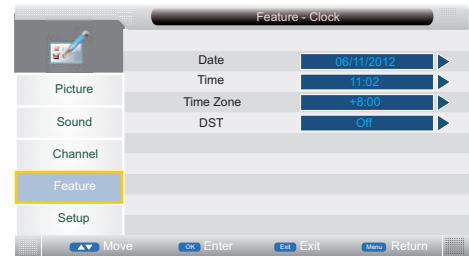 Feature - Clock
Date 06/11/2012
Time 11:02
Time Zone +8:00
DST Off
Picture
Sound
Channel
Feature
Setup
Move OK Enter Exit Exit Menu Return